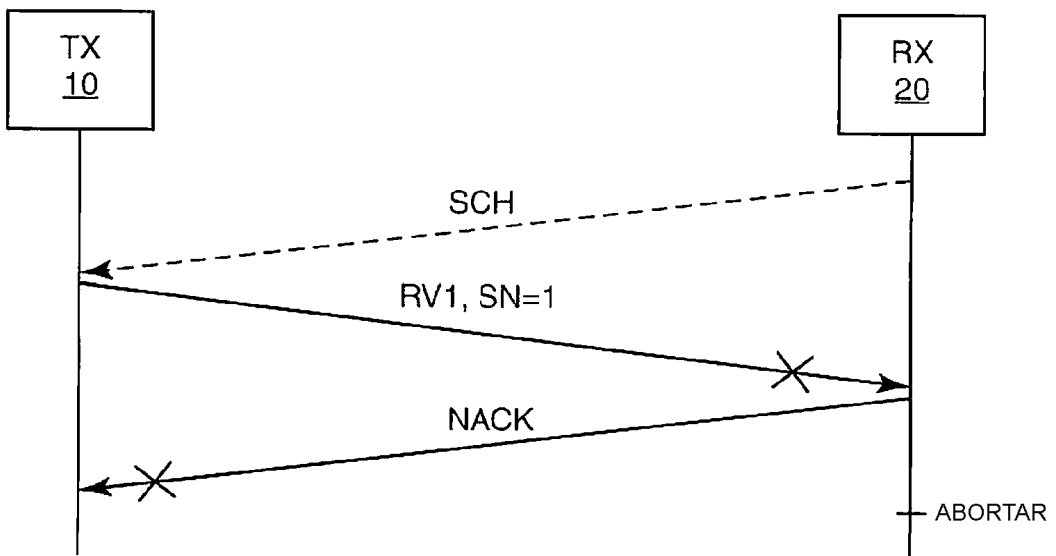 TX
10
RX
20
SCH
RV1, SN=1
NACK
ABORTAR